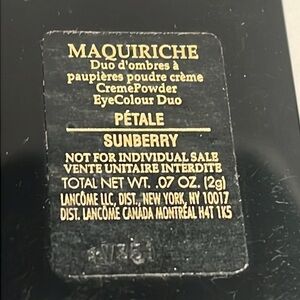 MAQUIRICHE
Duo d'ombres à
paupières poudre crème
CremePowder
EyeColour Duo
PÉTALE
SUNBERRY
NOT FOR INDIVIDUAL SALE
VENTE UNITAIRE INTERDITE
TOTAL NET WT. .07 OZ. (2g)
LANCÔME LLC, DIST., NEW YORK, NY 10017
DIST. LANCÔME CANADA MONTRÉAL H4T 1K5